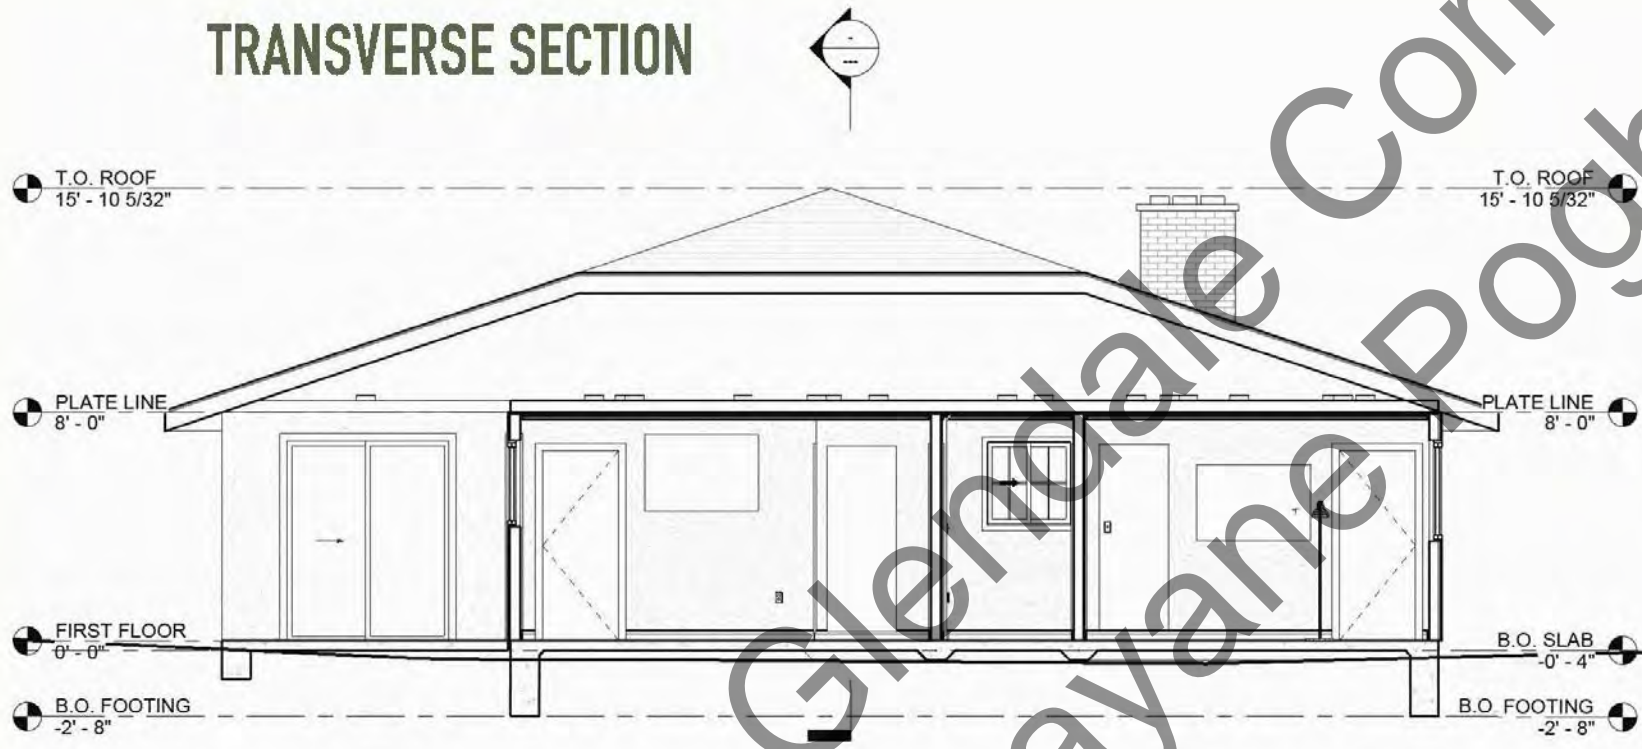 TRANSVERSE SECTION
-
---
T.O. ROOF
15' - 10 5/32"
T.O. ROOF
15' - 10 5/32"
PLATE LINE
8' - 0"
PLATE LINE
8' - 0"
FIRST FLOOR
0' - 0"
B.O. SLAB
-0' - 4"
B.O. FOOTING
-2' - 8"
B.O. FOOTING
-2' - 8"
Glendale